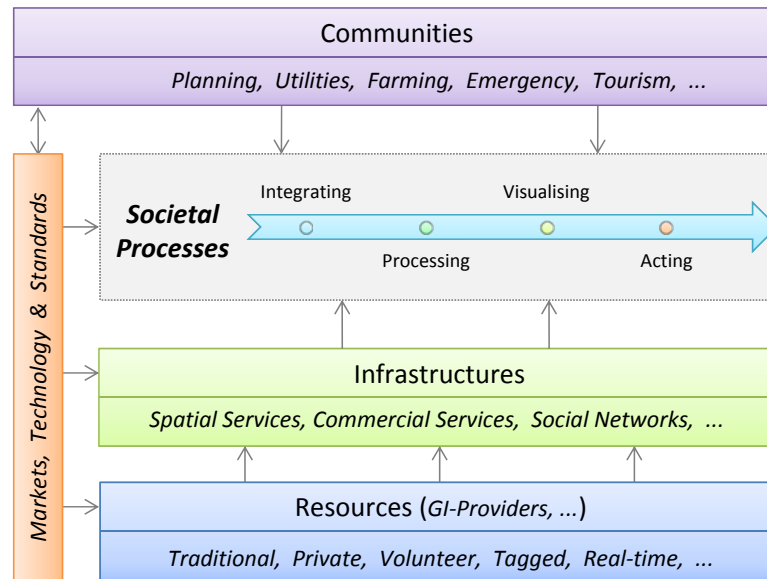 Communities
Planning, Utilities, Farming, Emergency, Tourism, ...
Markets, Technology & Standards
Societal
Processes
Integrating
Visualising
Processing
Acting
Infrastructures
Spatial Services, Commercial Services, Social Networks, ...
Resources (GI-Providers, ...)
Traditional, Private, Volunteer, Tagged, Real-time, ...